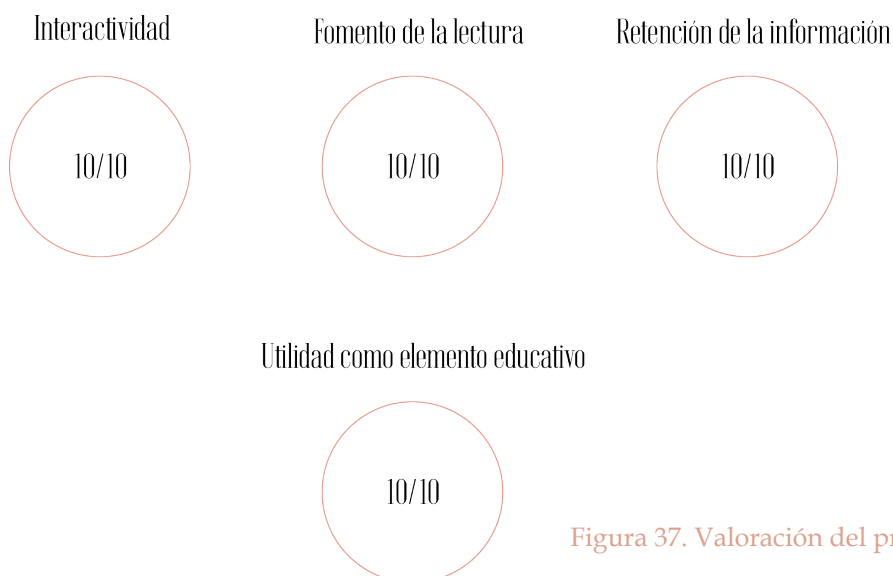 Interactividad
Fomento de la lectura
Retención de la información
10/10
10/10
10/10
Utilidad como elemento educativo
10/10
Figura 37. Valoración del